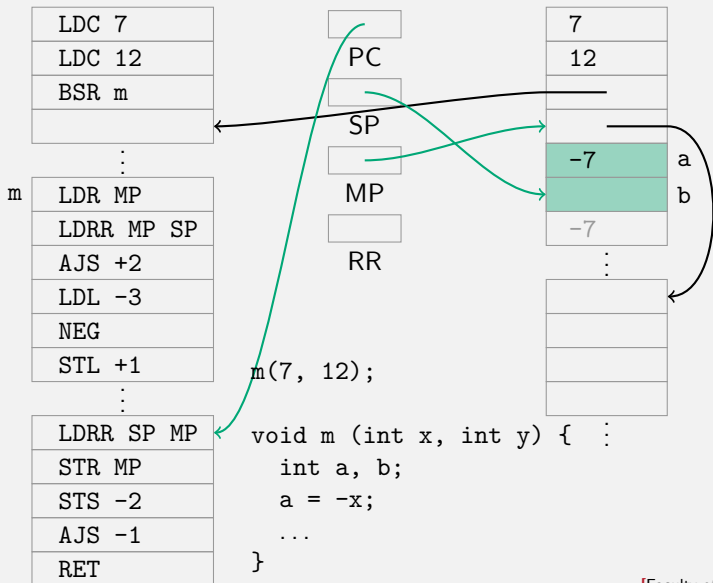 LDC 7
LDC 12
BSR m
⋮
m
LDR MP
LDRR MP SP
AJS +2
LDL -3
NEG
STL +1
⋮
LDRR SP MP
STR MP
STS -2
AJS -1
RET
PC
SP
MP
RR
m(7, 12);
void m (int x, int y) {
int a, b;
a = -x;
...
}
7
12
-7 a
b
-7
⋮
⋮